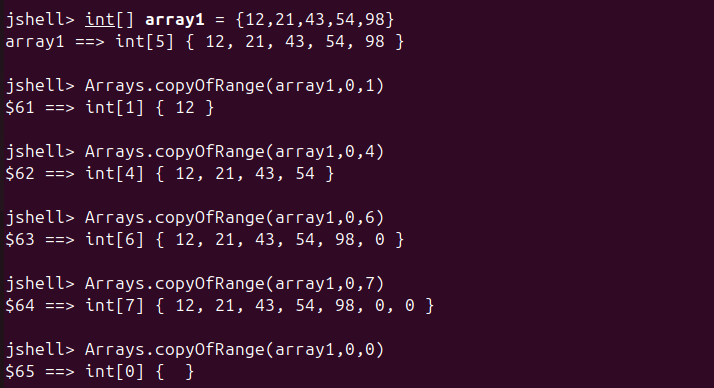 jshell> int[] array1 = {12,21,43,54,98}
array1 ==> int[5] { 12, 21, 43, 54, 98 }
jshell> Arrays.copyOfRange(array1,0,1)
$61 ==> int[1] { 12 }
jshell> Arrays.copyOfRange(array1,0,4)
$62 ==> int[4] { 12, 21, 43, 54 }
jshell> Arrays.copyOfRange(array1,0,6)
$63 ==> int[6] { 12, 21, 43, 54, 98, 0 }
jshell> Arrays.copyOfRange(array1,0,7)
$64 ==> int[7] { 12, 21, 43, 54, 98, 0, 0 }
jshell> Arrays.copyOfRange(array1,0,0)
$65 ==> int[0] {  }